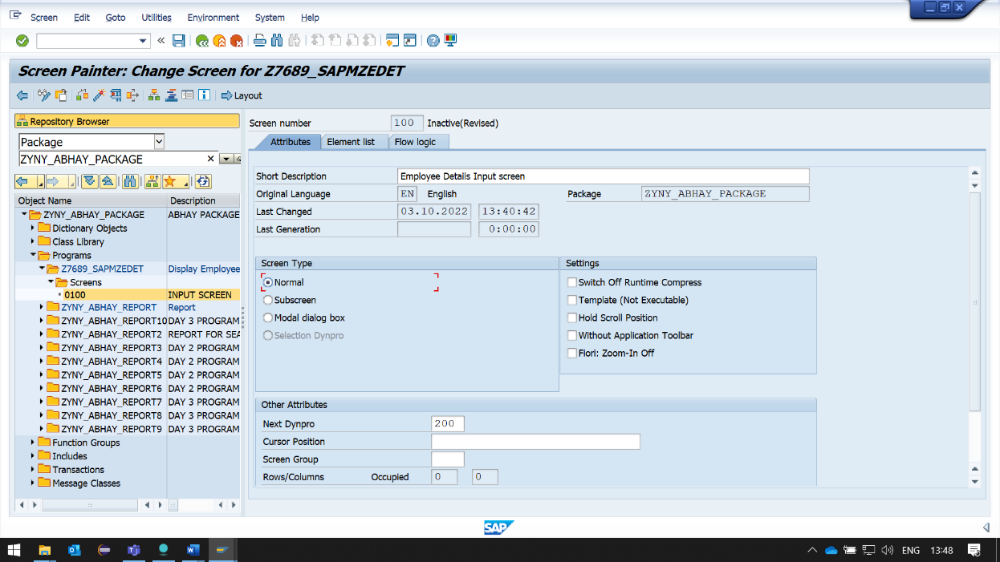 Screen Edit Goto Utilities Environment System Help
Screen Painter: Change Screen for Z7689_SAPMZEDET
Layout
Repository Browser
Package
ZYNY_ABHAY_PACKAGE
Object Name Description
ZYNY_ABHAY_PACKAGE ABHAY PACKAGE
Dictionary Objects
Class Library
Programs
Z7689_SAPMZEDET Display Employee
Screens
0100 INPUT SCREEN
ZYNY_ABHAY_REPORT Report
ZYNY_ABHAY_REPORT10 DAY 3 PROGRAM
ZYNY_ABHAY_REPORT2 REPORT FOR SEA
ZYNY_ABHAY_REPORT3 DAY 2 PROGRAM
ZYNY_ABHAY_REPORT4 DAY 2 PROGRAM
ZYNY_ABHAY_REPORT5 DAY 2 PROGRAM
ZYNY_ABHAY_REPORT6 DAY 2 PROGRAM
ZYNY_ABHAY_REPORT7 DAY 3 PROGRAM
ZYNY_ABHAY_REPORT8 DAY 3 PROGRAM
ZYNY_ABHAY_REPORT9 DAY 3 PROGRAM
Function Groups
Includes
Transactions
Message Classes
Screen number 100 Inactive(Revised)
Attributes Element list Flow logic
Short Description Employee Details Input screen
Original Language EN English Package ZYNY_ABHAY_PACKAGE
Last Changed 03.10.2022 13:40:42
Last Generation 0:00:00
Screen Type
Normal
Subscreen
Modal dialog box
Selection Dynpro
Settings
Switch Off Runtime Compress
Template (Not Executable)
Hold Scroll Position
Without Application Toolbar
Fiori: Zoom-In Off
Other Attributes
Next Dynpro 200
Cursor Position
Screen Group
Rows/Columns Occupied 0 0
SAP
ENG 13:48